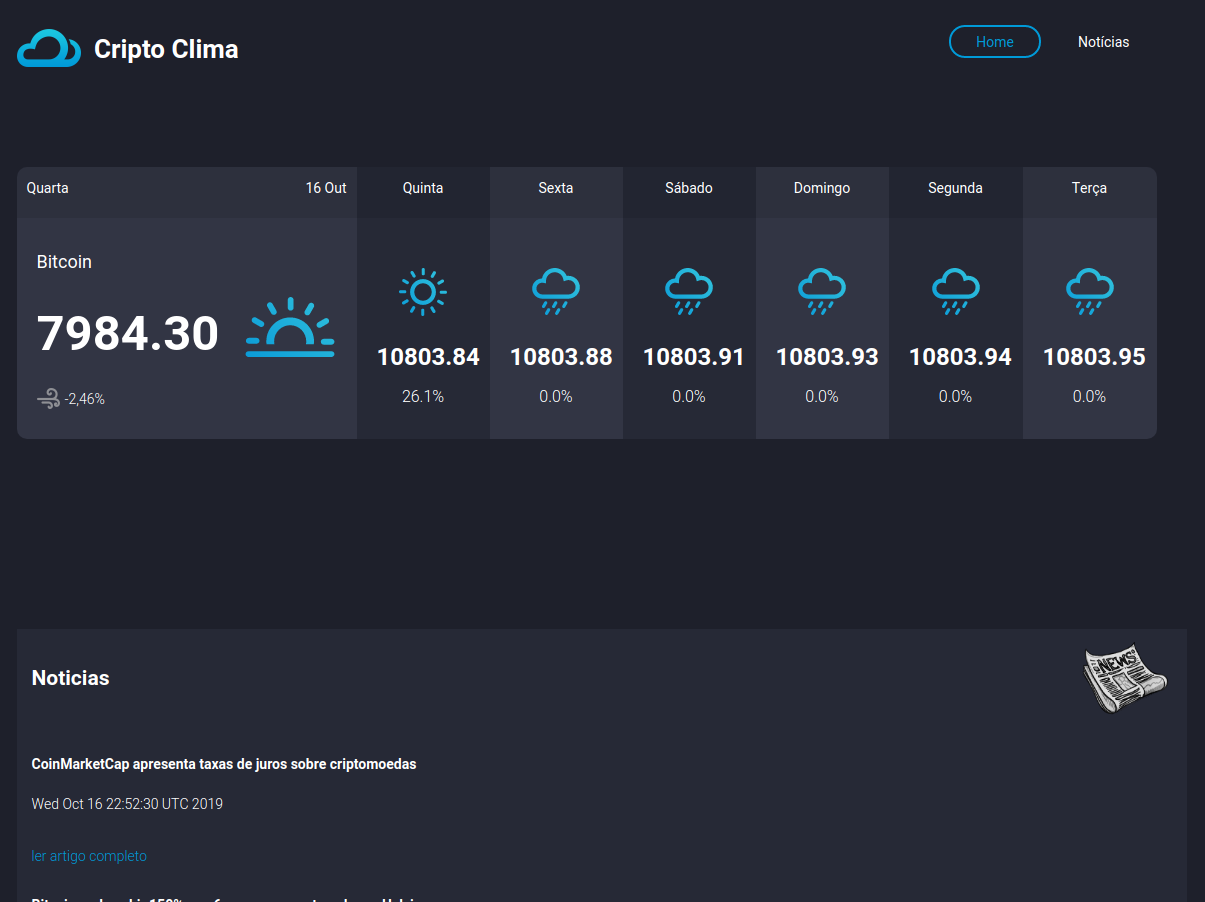 Cripto Clima
Home Notícias
Quarta 16 Out Quinta Sexta Sábado Domingo Segunda Terça
Bitcoin
7984.30
10803.84 10803.88 10803.91 10803.93 10803.94 10803.95
-2,46% 26.1% 0.0% 0.0% 0.0% 0.0% 0.0%
Noticias
NEWS
CoinMarketCap apresenta taxas de juros sobre criptomoedas
Wed Oct 16 22:52:30 UTC 2019
ler artigo completo